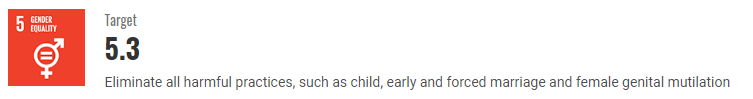 5 GENDER
EQUALITY
Target
5.3
Eliminate all harmful practices, such as child, early and forced marriage and female genital mutilation